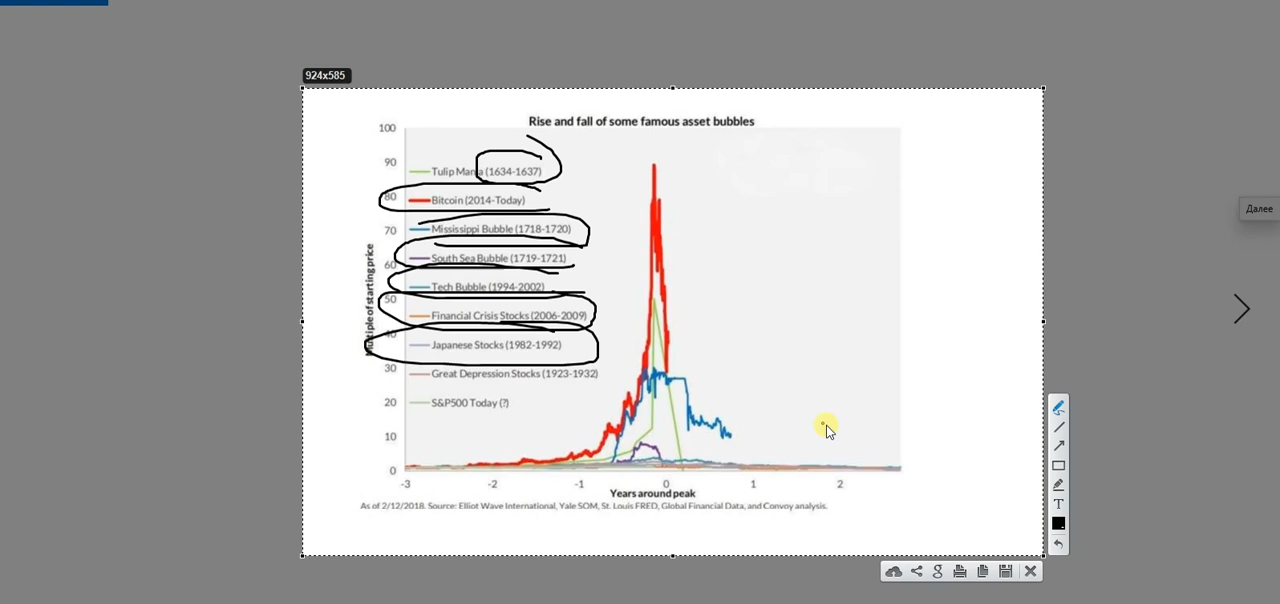 924x585
Rise and fall of some famous asset bubbles
100
90
80
70
60
50
40
30
20
10
0
Multiple of starting price
Tulip Mania (1634-1637)
Bitcoin (2014-Today)
Mississippi Bubble (1718-1720)
South Sea Bubble (1719-1721)
Tech Bubble (1994-2002)
Financial Crisis Stocks (2006-2009)
Japanese Stocks (1982-1992)
Great Depression Stocks (1923-1932)
S&P500 Today (?)
-3 -2 -1 0 1 2
Years around peak
As of 2/12/2018. Source: Elliot Wave International, Yale SOM, St. Louis FRED, Global Financial Data, and Convoy analysis.
Далее
T
g